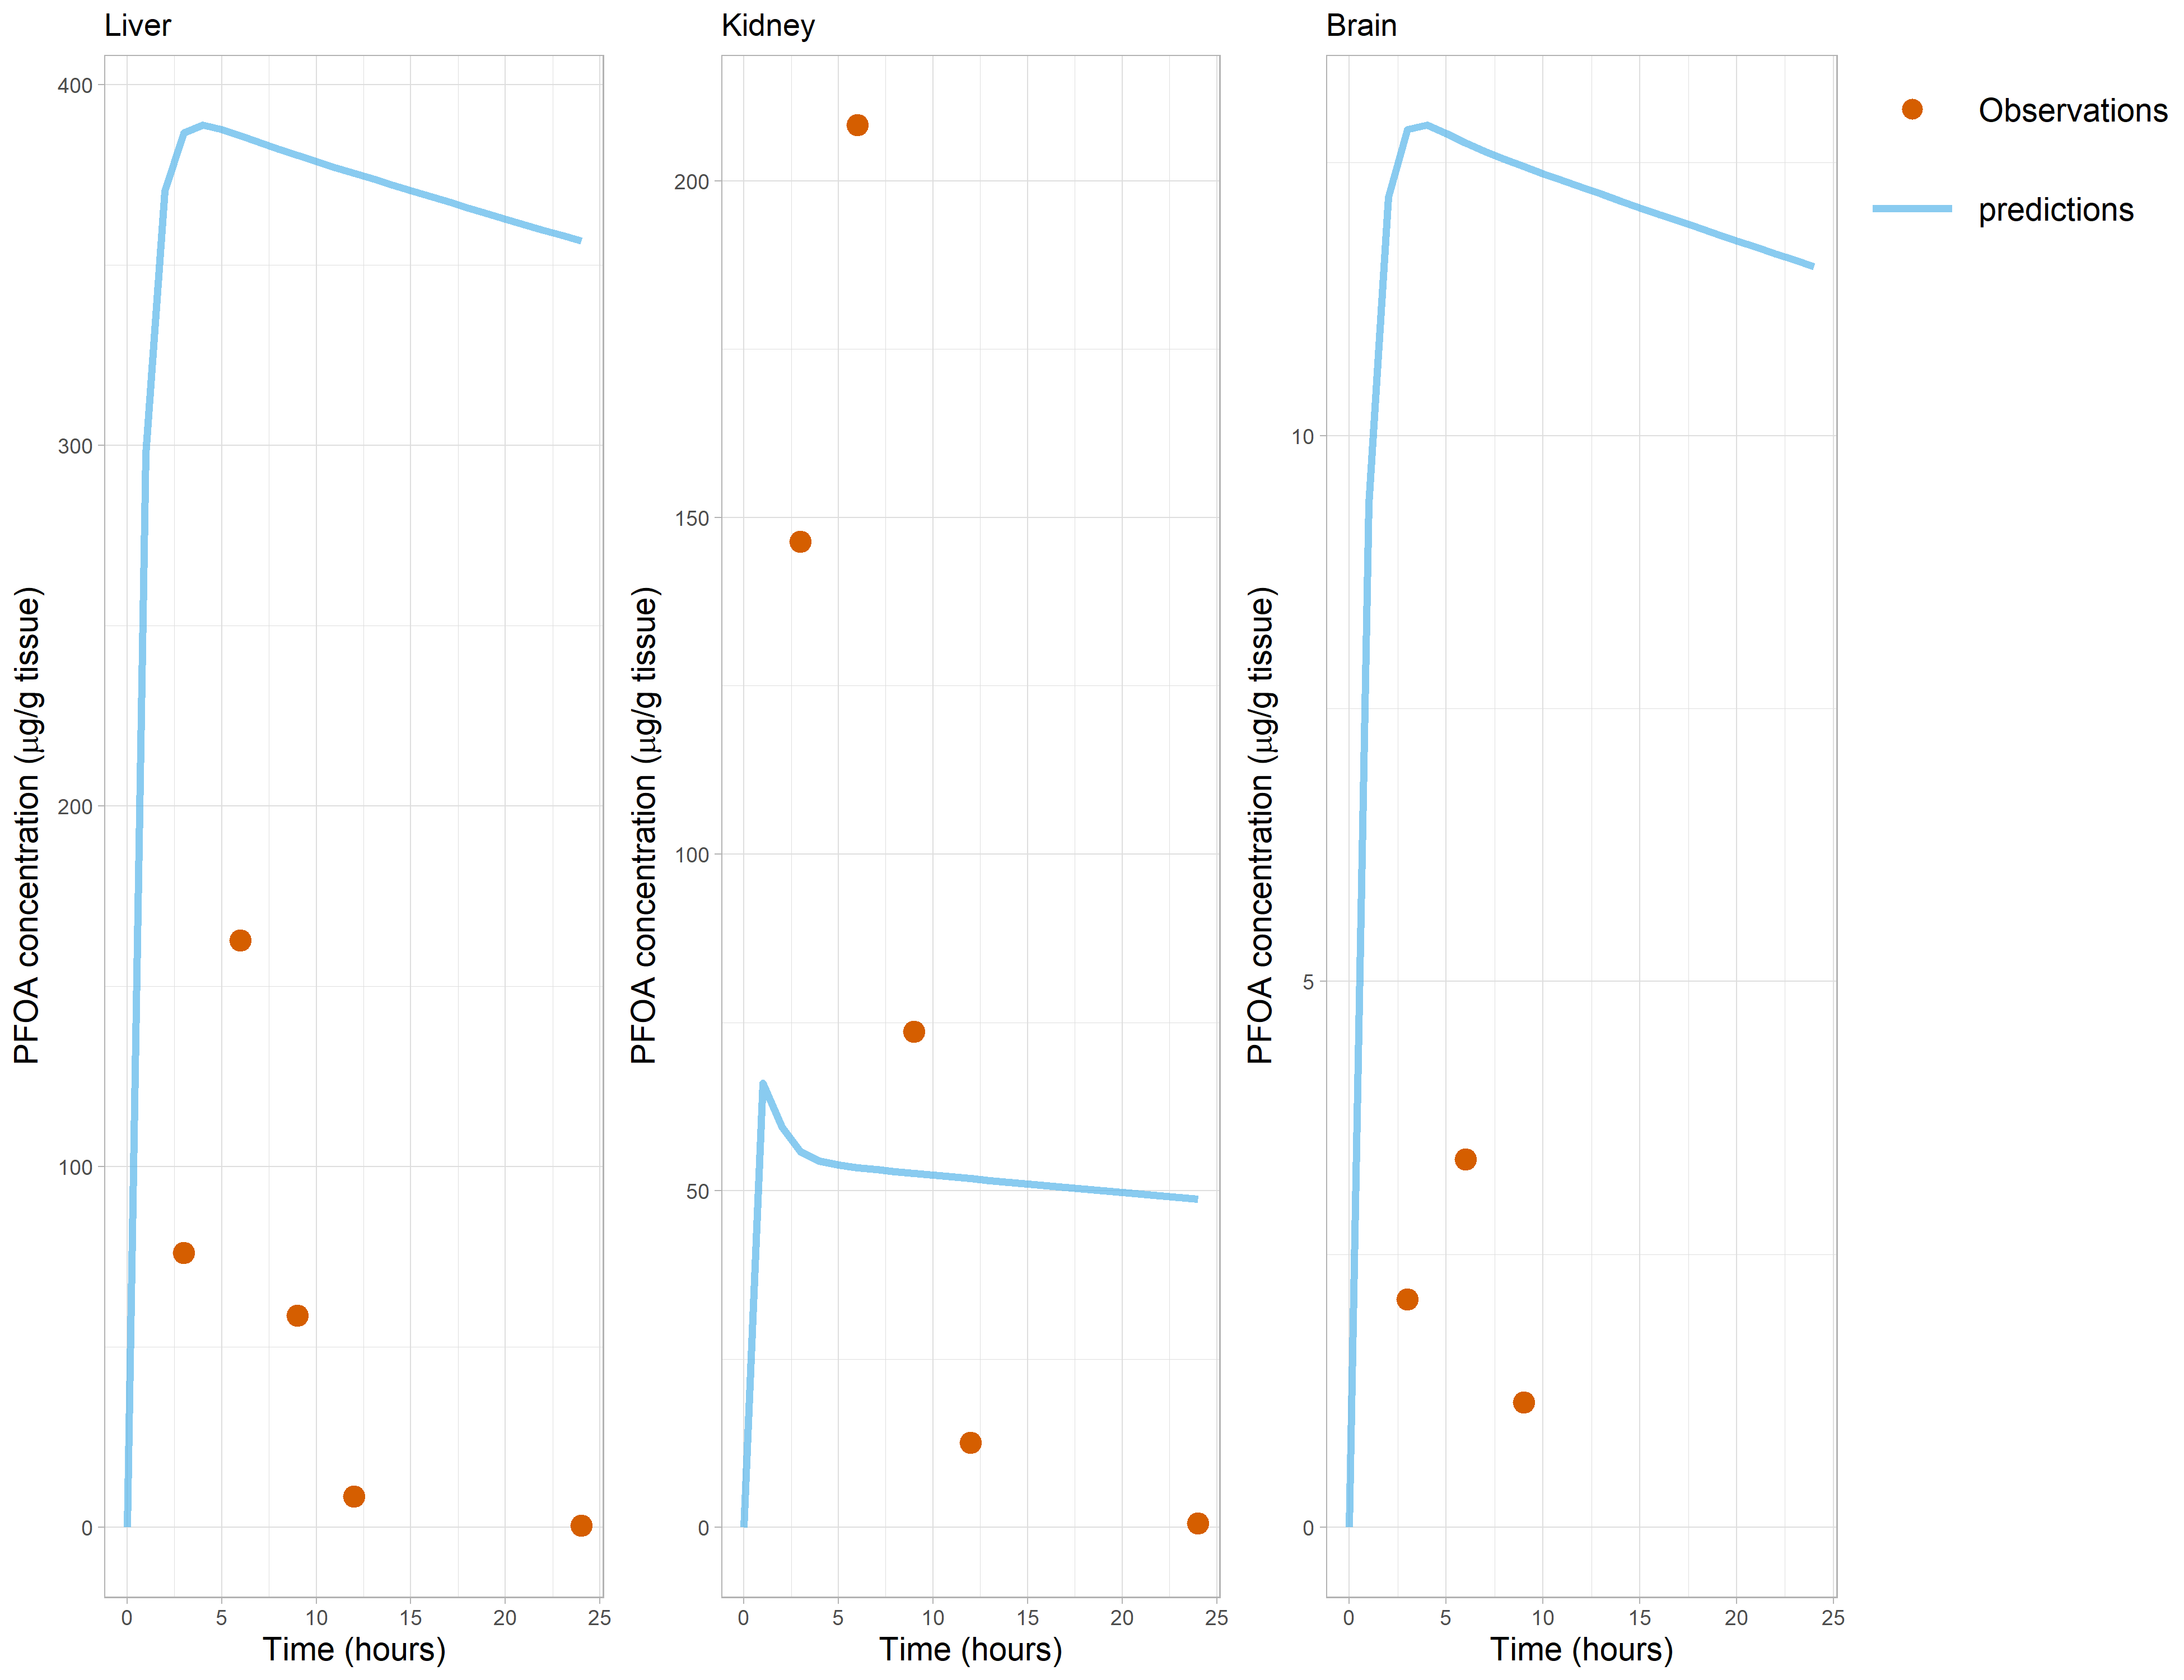 Liver
PFOA concentration (μg/g tissue)
400
300
200
100
0
0 5 10 15 20 25
Time (hours)
Kidney
PFOA concentration (μg/g tissue)
200
150
100
50
0
0 5 10 15 20 25
Time (hours)
Brain
PFOA concentration (μg/g tissue)
10
5
0
0 5 10 15 20 25
Time (hours)
Observations
predictions